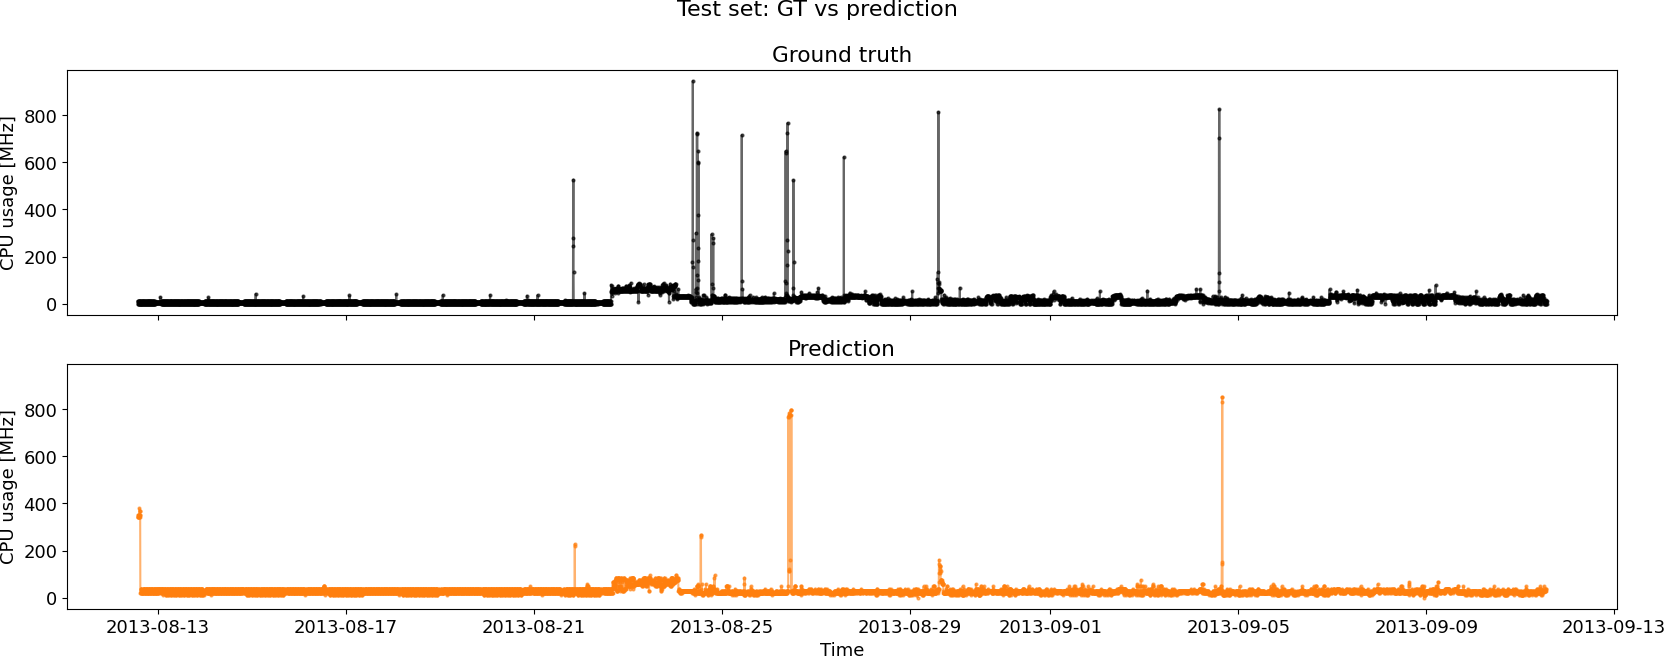 Test set: GT vs prediction
Ground truth
CPU usage [MHz]
800
600
400
200
0
Prediction
CPU usage [MHz]
800
600
400
200
0
2013-08-13 2013-08-17 2013-08-21 2013-08-25 2013-08-29 2013-09-01 2013-09-05 2013-09-09 2013-09-13
Time